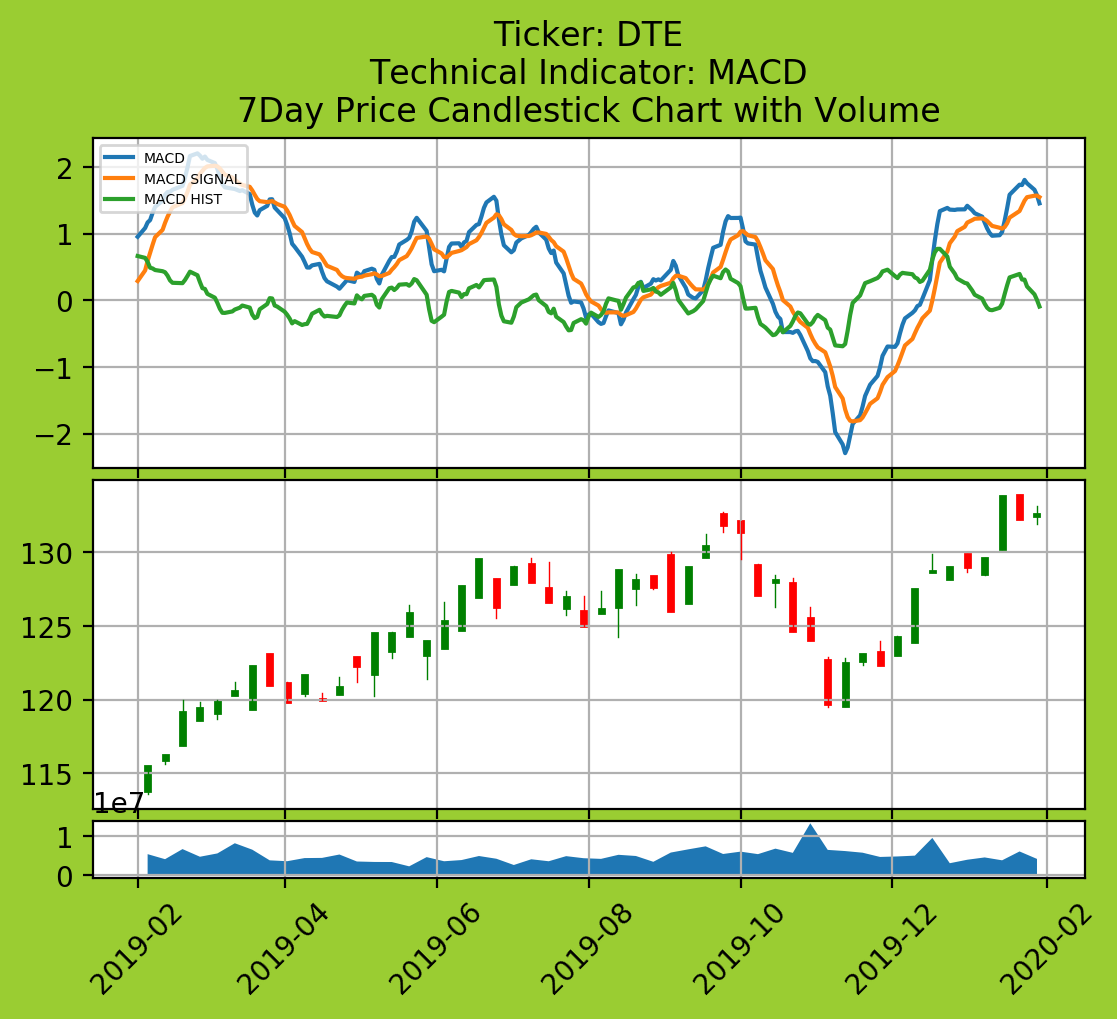 Ticker: DTE
Technical Indicator: MACD
7Day Price Candlestick Chart with Volume
MACD
MACD SIGNAL
MACD HIST
2
1
0
−1
−2
130
125
120
115
1e7
1
0
2019-02
2019-04
2019-06
2019-08
2019-10
2019-12
2020-02